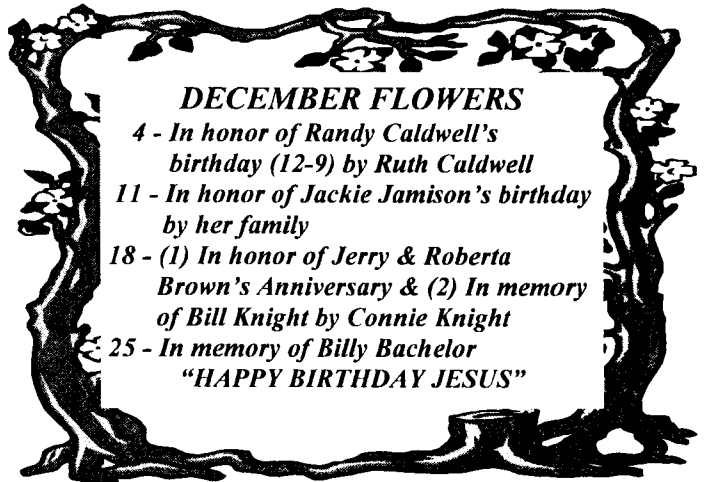 DECEMBER FLOWERS
4 - In honor of Randy Caldwell's
birthday (12-9) by Ruth Caldwell
11 - In honor of Jackie Jamison's birthday
by her family
18 - (1) In honor of Jerry & Roberta
Brown's Anniversary & (2) In memory
of Bill Knight by Connie Knight
25 - In memory of Billy Bachelor
“HAPPY BIRTHDAY JESUS”